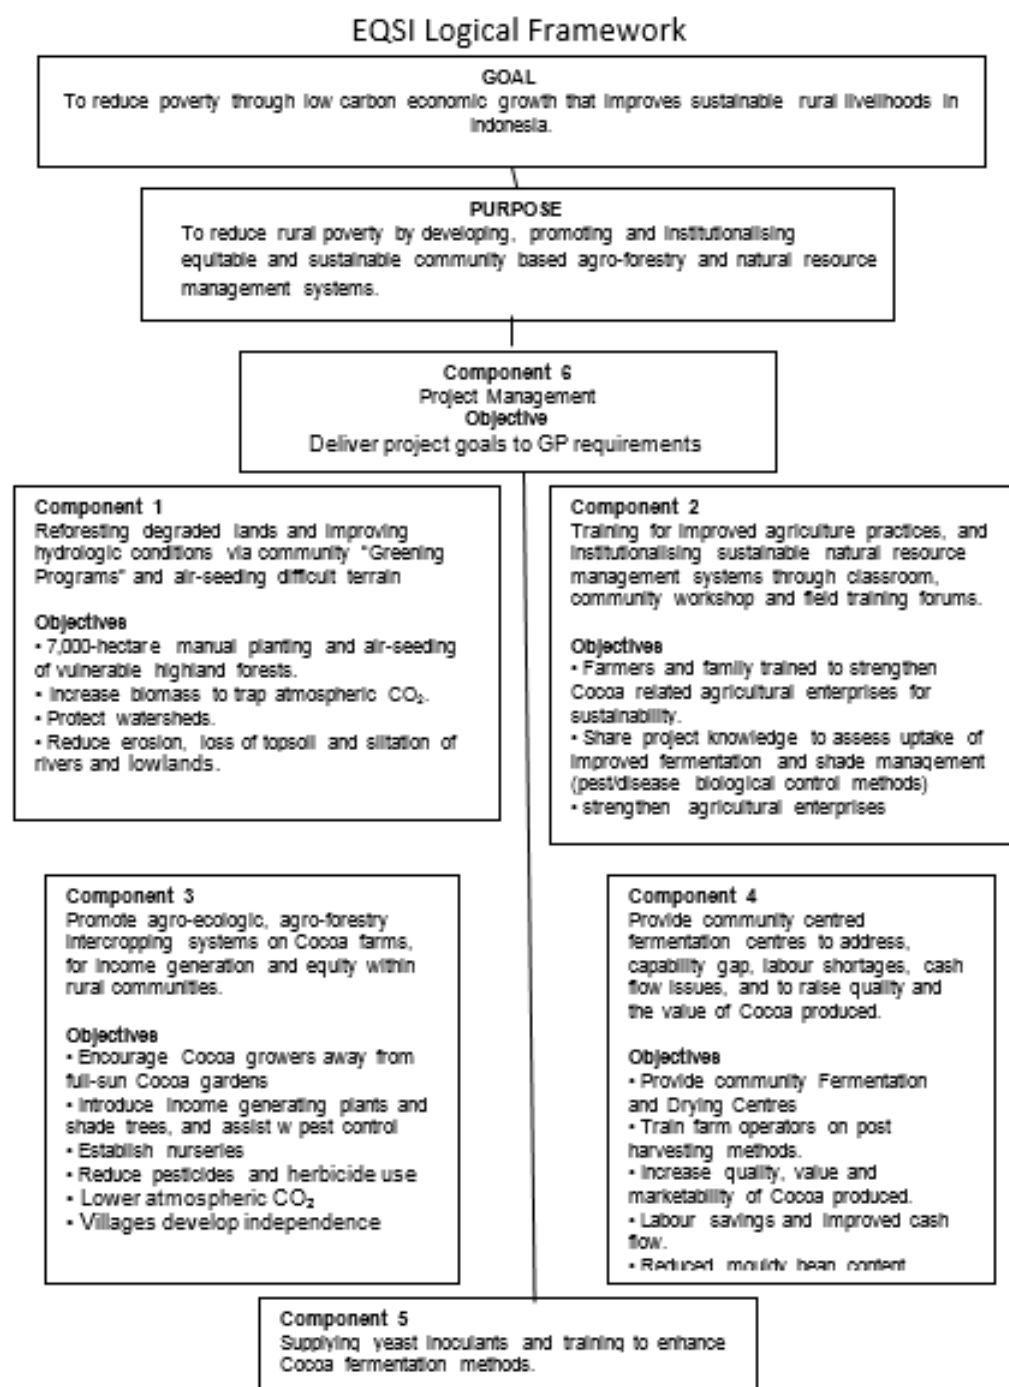 EQSI Logical Framework
GOAL
To reduce poverty through low carbon economic growth that improves sustainable rural livelihoods in
Indonesia.
PURPOSE
To reduce rural poverty by developing, promoting and institutionalising
equitable and sustainable community based agro-forestry and natural resource
management systems.
Component 6
Project Management
Objective
Deliver project goals to GP requirements
Component 1
Reforesting degraded lands and improving
hydrologic conditions via community "Greening
Programs" and air-seeding difficult terrain
Objectives
• 7,000-hectare manual planting and air-seeding
of vulnerable highland forests.
• Increase biomass to trap atmospheric CO₂.
• Protect watersheds.
• Reduce erosion, loss of topsoil and siltation of
rivers and lowlands.
Component 2
Training for improved agriculture practices, and
institutionalising sustainable natural resource
management systems through classroom,
community workshop and field training forums.
Objectives
• Farmers and family trained to strengthen
Cocoa related agricultural enterprises for
sustainability.
• Share project knowledge to assess uptake of
improved fermentation and shade management
(pest/disease biological control methods)
• strengthen agricultural enterprises
Component 3
Promote agro-ecologic, agro-forestry
intercropping systems on Cocoa farms,
for income generation and equity within
rural communities.
Objectives
• Encourage Cocoa growers away from
full-sun Cocoa gardens
• Introduce income generating plants and
shade trees, and assist w pest control
• Establish nurseries
• Reduce pesticides and herbicide use
• Lower atmospheric CO₂
• Villages develop independence
Component 4
Provide community centred
fermentation centres to address,
capability gap, labour shortages, cash
flow issues, and to raise quality and
the value of Cocoa produced.
Objectives
• Provide community Fermentation
and Drying Centres
• Train farm operators on post
harvesting methods.
• Increase quality, value and
marketability of Cocoa produced.
• Labour savings and improved cash
flow.
• Reduced mouldy bean content
Component 5
Supplying yeast inoculants and training to enhance
Cocoa fermentation methods.